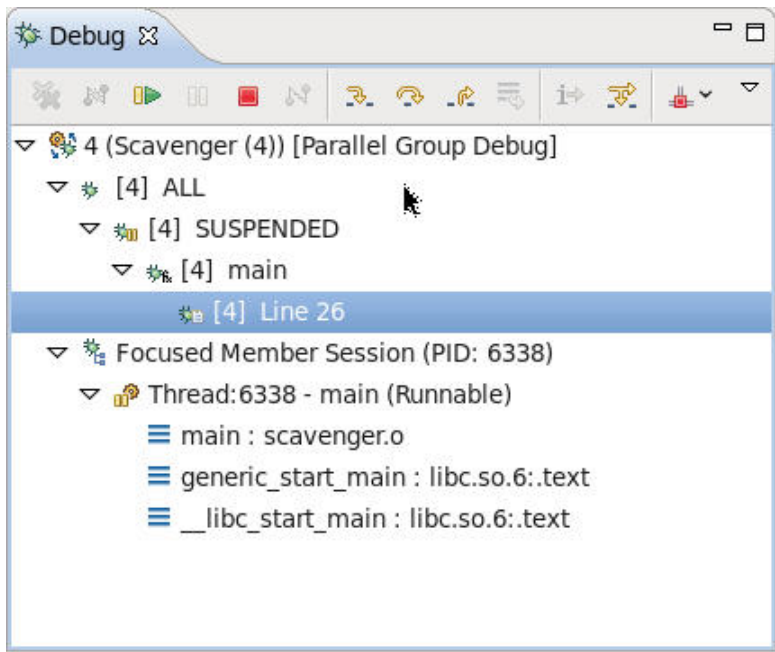 Debug
4 (Scavenger (4)) [Parallel Group Debug]
[4] ALL
[4] SUSPENDED
[4] main
[4] Line 26
Focused Member Session (PID: 6338)
Thread:6338 - main (Runnable)
main : scavenger.o
generic_start_main : libc.so.6:.text
__libc_start_main : libc.so.6:.text